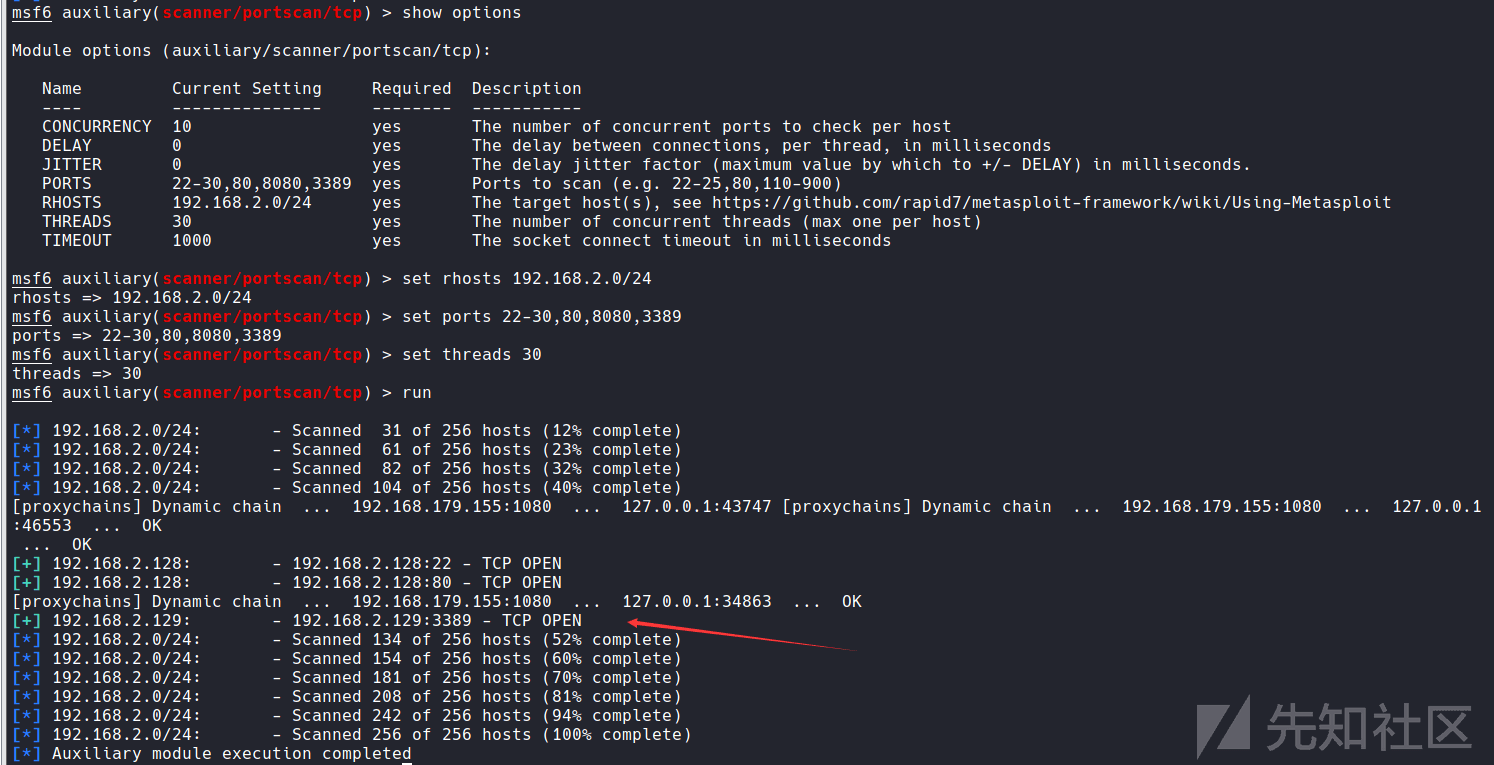 msf6 auxiliary(scanner/portscan/tcp) > show options
Module options (auxiliary/scanner/portscan/tcp):
Name Current Setting Required Description
---- --------------- -------- -----------
CONCURRENCY 10 yes The number of concurrent ports to check per host
DELAY 0 yes The delay between connections, per thread, in milliseconds
JITTER 0 yes The delay jitter factor (maximum value by which to +/- DELAY) in milliseconds.
PORTS 22-30,80,8080,3389 yes Ports to scan (e.g. 22-25,80,110-900)
RHOSTS 192.168.2.0/24 yes The target host(s), see https://github.com/rapid7/metasploit-framework/wiki/Using-Metasploit
THREADS 30 yes The number of concurrent threads (max one per host)
TIMEOUT 1000 yes The socket connect timeout in milliseconds
msf6 auxiliary(scanner/portscan/tcp) > set rhosts 192.168.2.0/24
rhosts => 192.168.2.0/24
msf6 auxiliary(scanner/portscan/tcp) > set ports 22-30,80,8080,3389
ports => 22-30,80,8080,3389
msf6 auxiliary(scanner/portscan/tcp) > set threads 30
threads => 30
msf6 auxiliary(scanner/portscan/tcp) > run
[*] 192.168.2.0/24: - Scanned 31 of 256 hosts (12% complete)
[*] 192.168.2.0/24: - Scanned 61 of 256 hosts (23% complete)
[*] 192.168.2.0/24: - Scanned 82 of 256 hosts (32% complete)
[*] 192.168.2.0/24: - Scanned 104 of 256 hosts (40% complete)
[proxychains] Dynamic chain ... 192.168.179.155:1080 ... 127.0.0.1:43747 [proxychains] Dynamic chain ... 192.168.179.155:1080 ... 127.0.0.1
:46553 ... OK
... OK
[+] 192.168.2.128: - 192.168.2.128:22 - TCP OPEN
[+] 192.168.2.128: - 192.168.2.128:80 - TCP OPEN
[proxychains] Dynamic chain ... 192.168.179.155:1080 ... 127.0.0.1:34863 ... OK
[+] 192.168.2.129: - 192.168.2.129:3389 - TCP OPEN
[*] 192.168.2.0/24: - Scanned 134 of 256 hosts (52% complete)
[*] 192.168.2.0/24: - Scanned 154 of 256 hosts (60% complete)
[*] 192.168.2.0/24: - Scanned 181 of 256 hosts (70% complete)
[*] 192.168.2.0/24: - Scanned 208 of 256 hosts (81% complete)
[*] 192.168.2.0/24: - Scanned 242 of 256 hosts (94% complete)
[*] 192.168.2.0/24: - Scanned 256 of 256 hosts (100% complete)
[*] Auxiliary module execution completed
先知社区